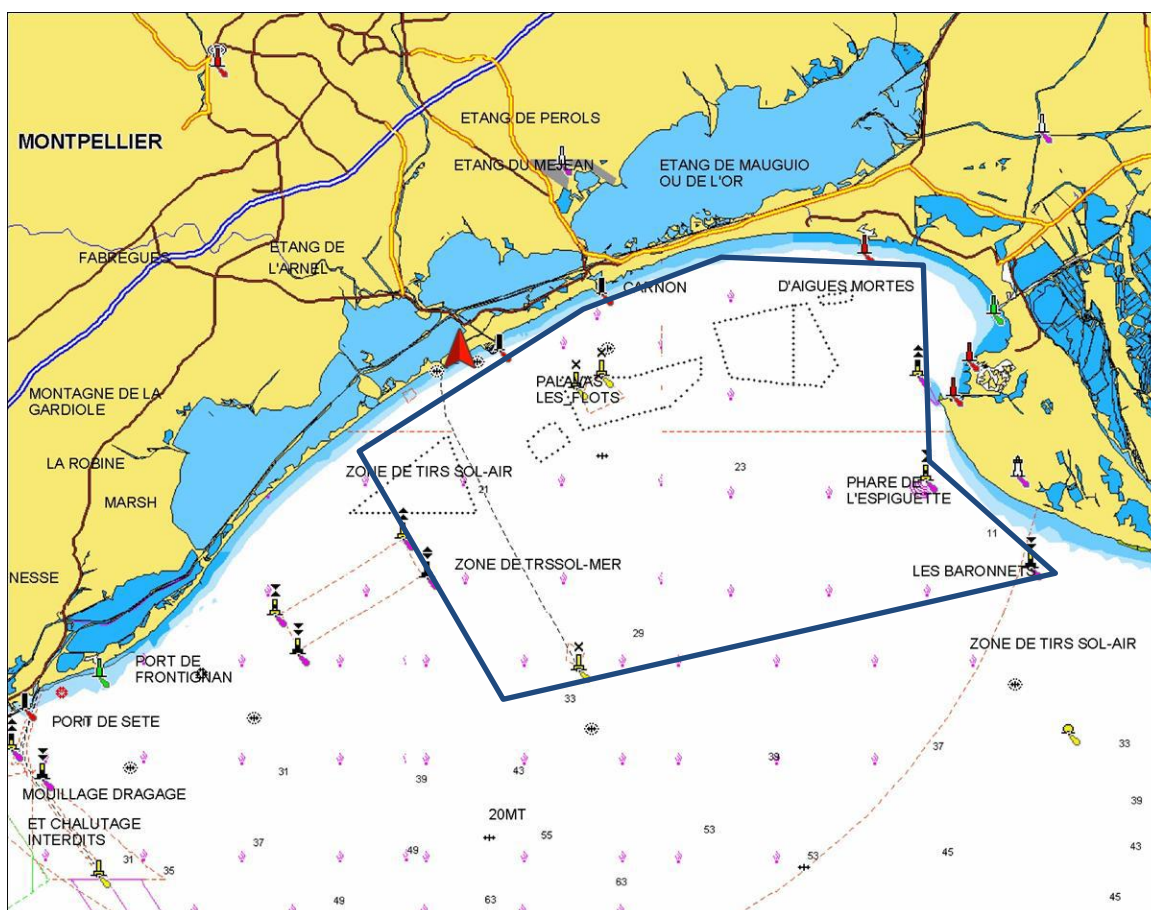 ETANG DE PEROLS
MONTPELLIER
ETANG DU MEJEAN
ETANG DE MAUGUIO
OU DE L'OR
ETANG DE
L'ARNEL
FABREGUES
CARNON
D'AIGUES MORTES
PALAVAS
LES-FLOTS
MONTAGNE DE LA
GARDIOLE
LA ROBINE
MARSH
ZONE DE TIRS SOL-AIR
21
23
PHARE DE
L'ESPIGUETTE
11
NESSE
ZONE DE TRSSOL-MER
LES BARONNETS
29
ZONE DE TIRS SOL-AIR
PORT DE
FRONTIGNAN
33
PORT DE SETE
37
33
39
31
39
43
MOUILLAGE DRAGAGE
39
20MT
ET CHALUTAGE
INTERDITS
37
55
53
43
31
35
49
53
45
63
49
63
45